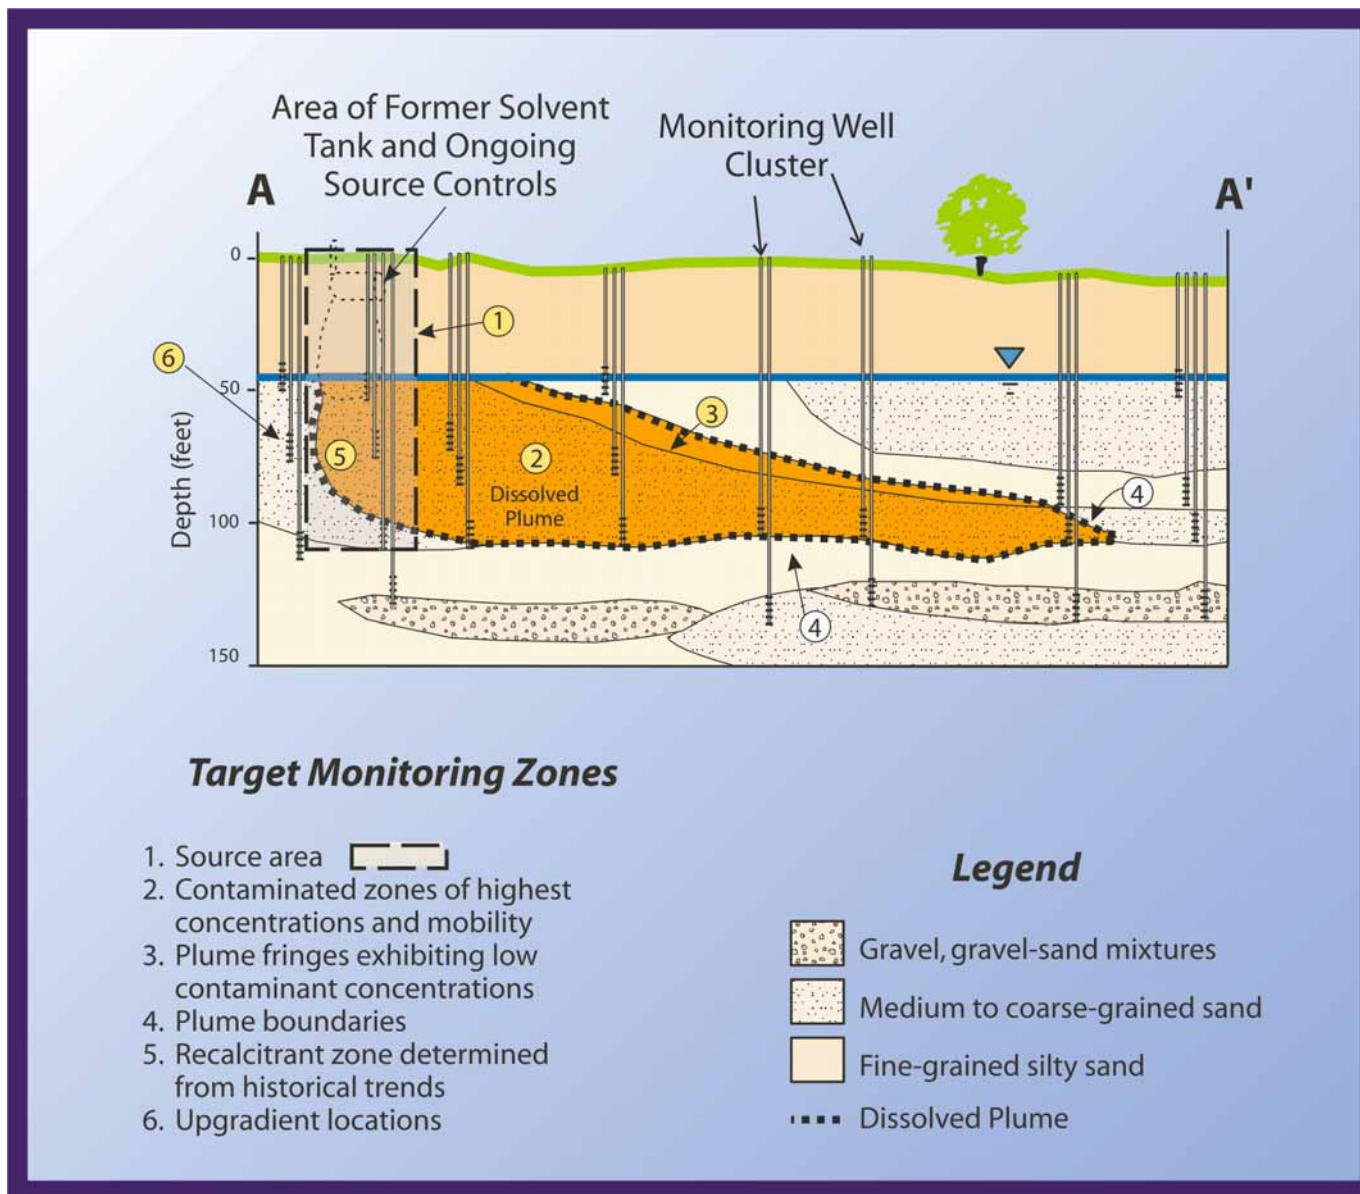 Area of Former Solvent
Tank and Ongoing
Source Controls
Monitoring Well
Cluster
A
A'
0
50
100
150
Depth (feet)
1
6
3
5
2
Dissolved
Plume
4
4
Target Monitoring Zones
1. Source area
2. Contaminated zones of highest
concentrations and mobility
3. Plume fringes exhibiting low
contaminant concentrations
4. Plume boundaries
5. Recalcitrant zone determined
from historical trends
6. Upgradient locations
Legend
Gravel, gravel-sand mixtures
Medium to coarse-grained sand
Fine-grained silty sand
Dissolved Plume